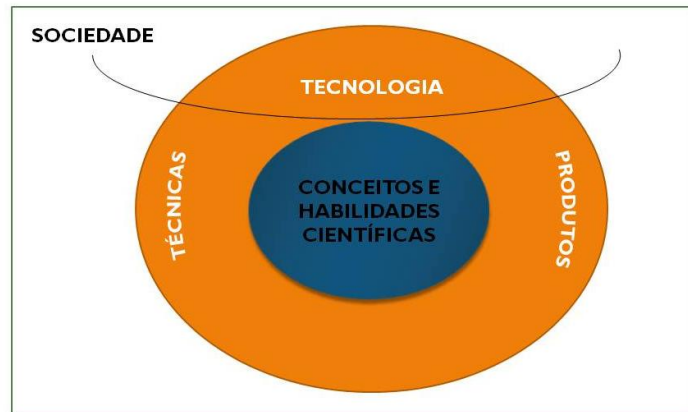 SOCIEDADE
TECNOLOGIA
TÉCNICAS
PRODUTOS
CONCEITOS E
HABILIDADES
CIENTÍFICAS